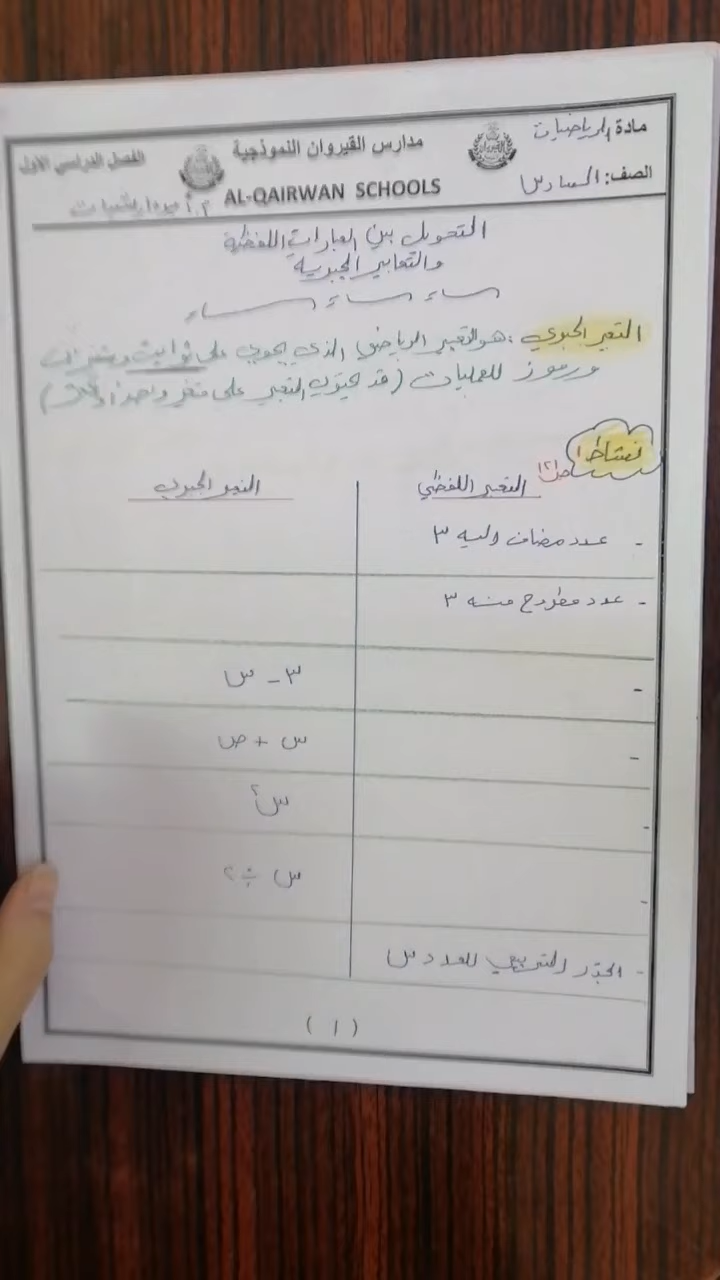 مادة الرياضيات
مدارس القيروان النموذجية
الفصل الدراسي الأول
الصف: السادس
AL-QAIRWAN SCHOOLS
التحويل بين العبارات اللفظية
والتعابير الجبرية
التعبير الجبري: هو التعبير الرياضي الذي يحوي على ثوابت ومتغيرات
ورموز للعمليات (قد يحتوي التعبير على متغير واحد أو أكثر)
نشاط ١
ص ١٢
التعبير اللفظي
التعبير الجبري
- عدد مضاف إليه ٣
- عدد مطروح منه ٣
- ٣ - س
- س + ص
- س٢
- س ÷ ٢
- الجذر التربيعي للعدد س
( ١ )